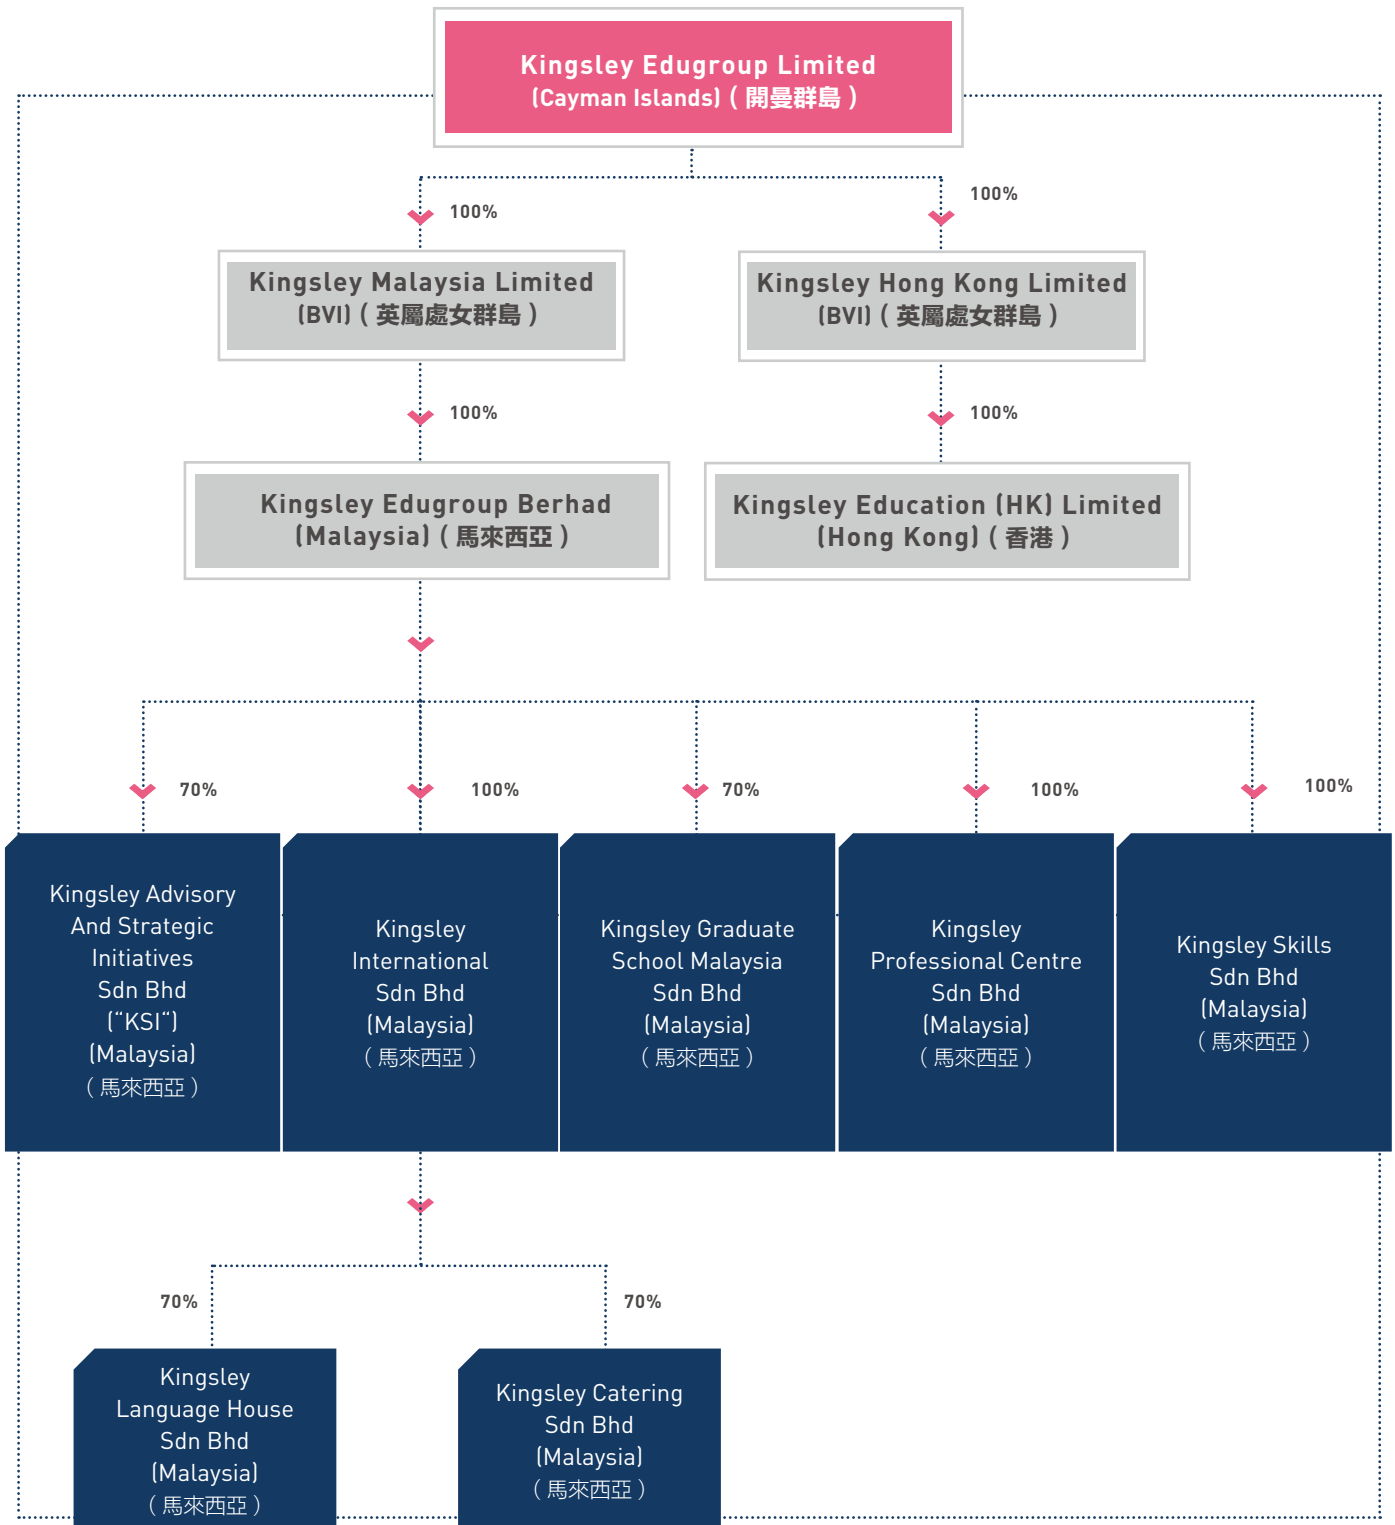 Kingsley Edugroup Limited
(Cayman Islands) ( 開曼群島 )
100%
100%
Kingsley Malaysia Limited
(BVI) ( 英屬處女群島 )
Kingsley Hong Kong Limited
(BVI) ( 英屬處女群島 )
100%
100%
Kingsley Edugroup Berhad
(Malaysia) ( 馬來西亞 )
Kingsley Education (HK) Limited
(Hong Kong) ( 香港 )
70%
100%
70%
100%
100%
Kingsley Advisory
And Strategic
Initiatives
Sdn Bhd
(“KSI“)
(Malaysia)
( 馬來西亞 )
Kingsley
International
Sdn Bhd
(Malaysia)
( 馬來西亞 )
Kingsley Graduate
School Malaysia
Sdn Bhd
(Malaysia)
( 馬來西亞 )
Kingsley
Professional Centre
Sdn Bhd
(Malaysia)
( 馬來西亞 )
Kingsley Skills
Sdn Bhd
(Malaysia)
( 馬來西亞 )
70%
70%
Kingsley
Language House
Sdn Bhd
(Malaysia)
( 馬來西亞 )
Kingsley Catering
Sdn Bhd
(Malaysia)
( 馬來西亞 )